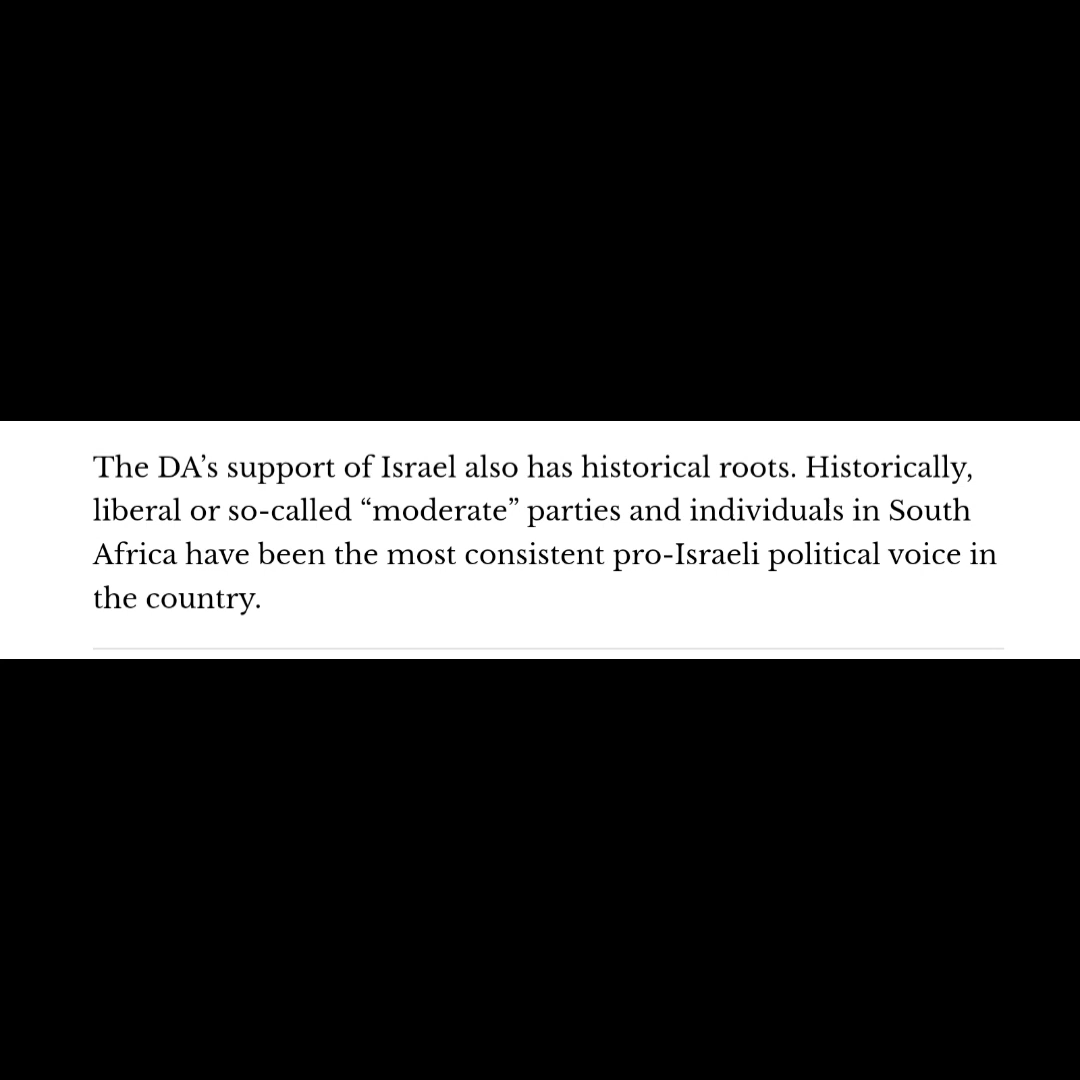 The DA’s support of Israel also has historical roots. Historically,
liberal or so-called “moderate” parties and individuals in South
Africa have been the most consistent pro-Israeli political voice in
the country.